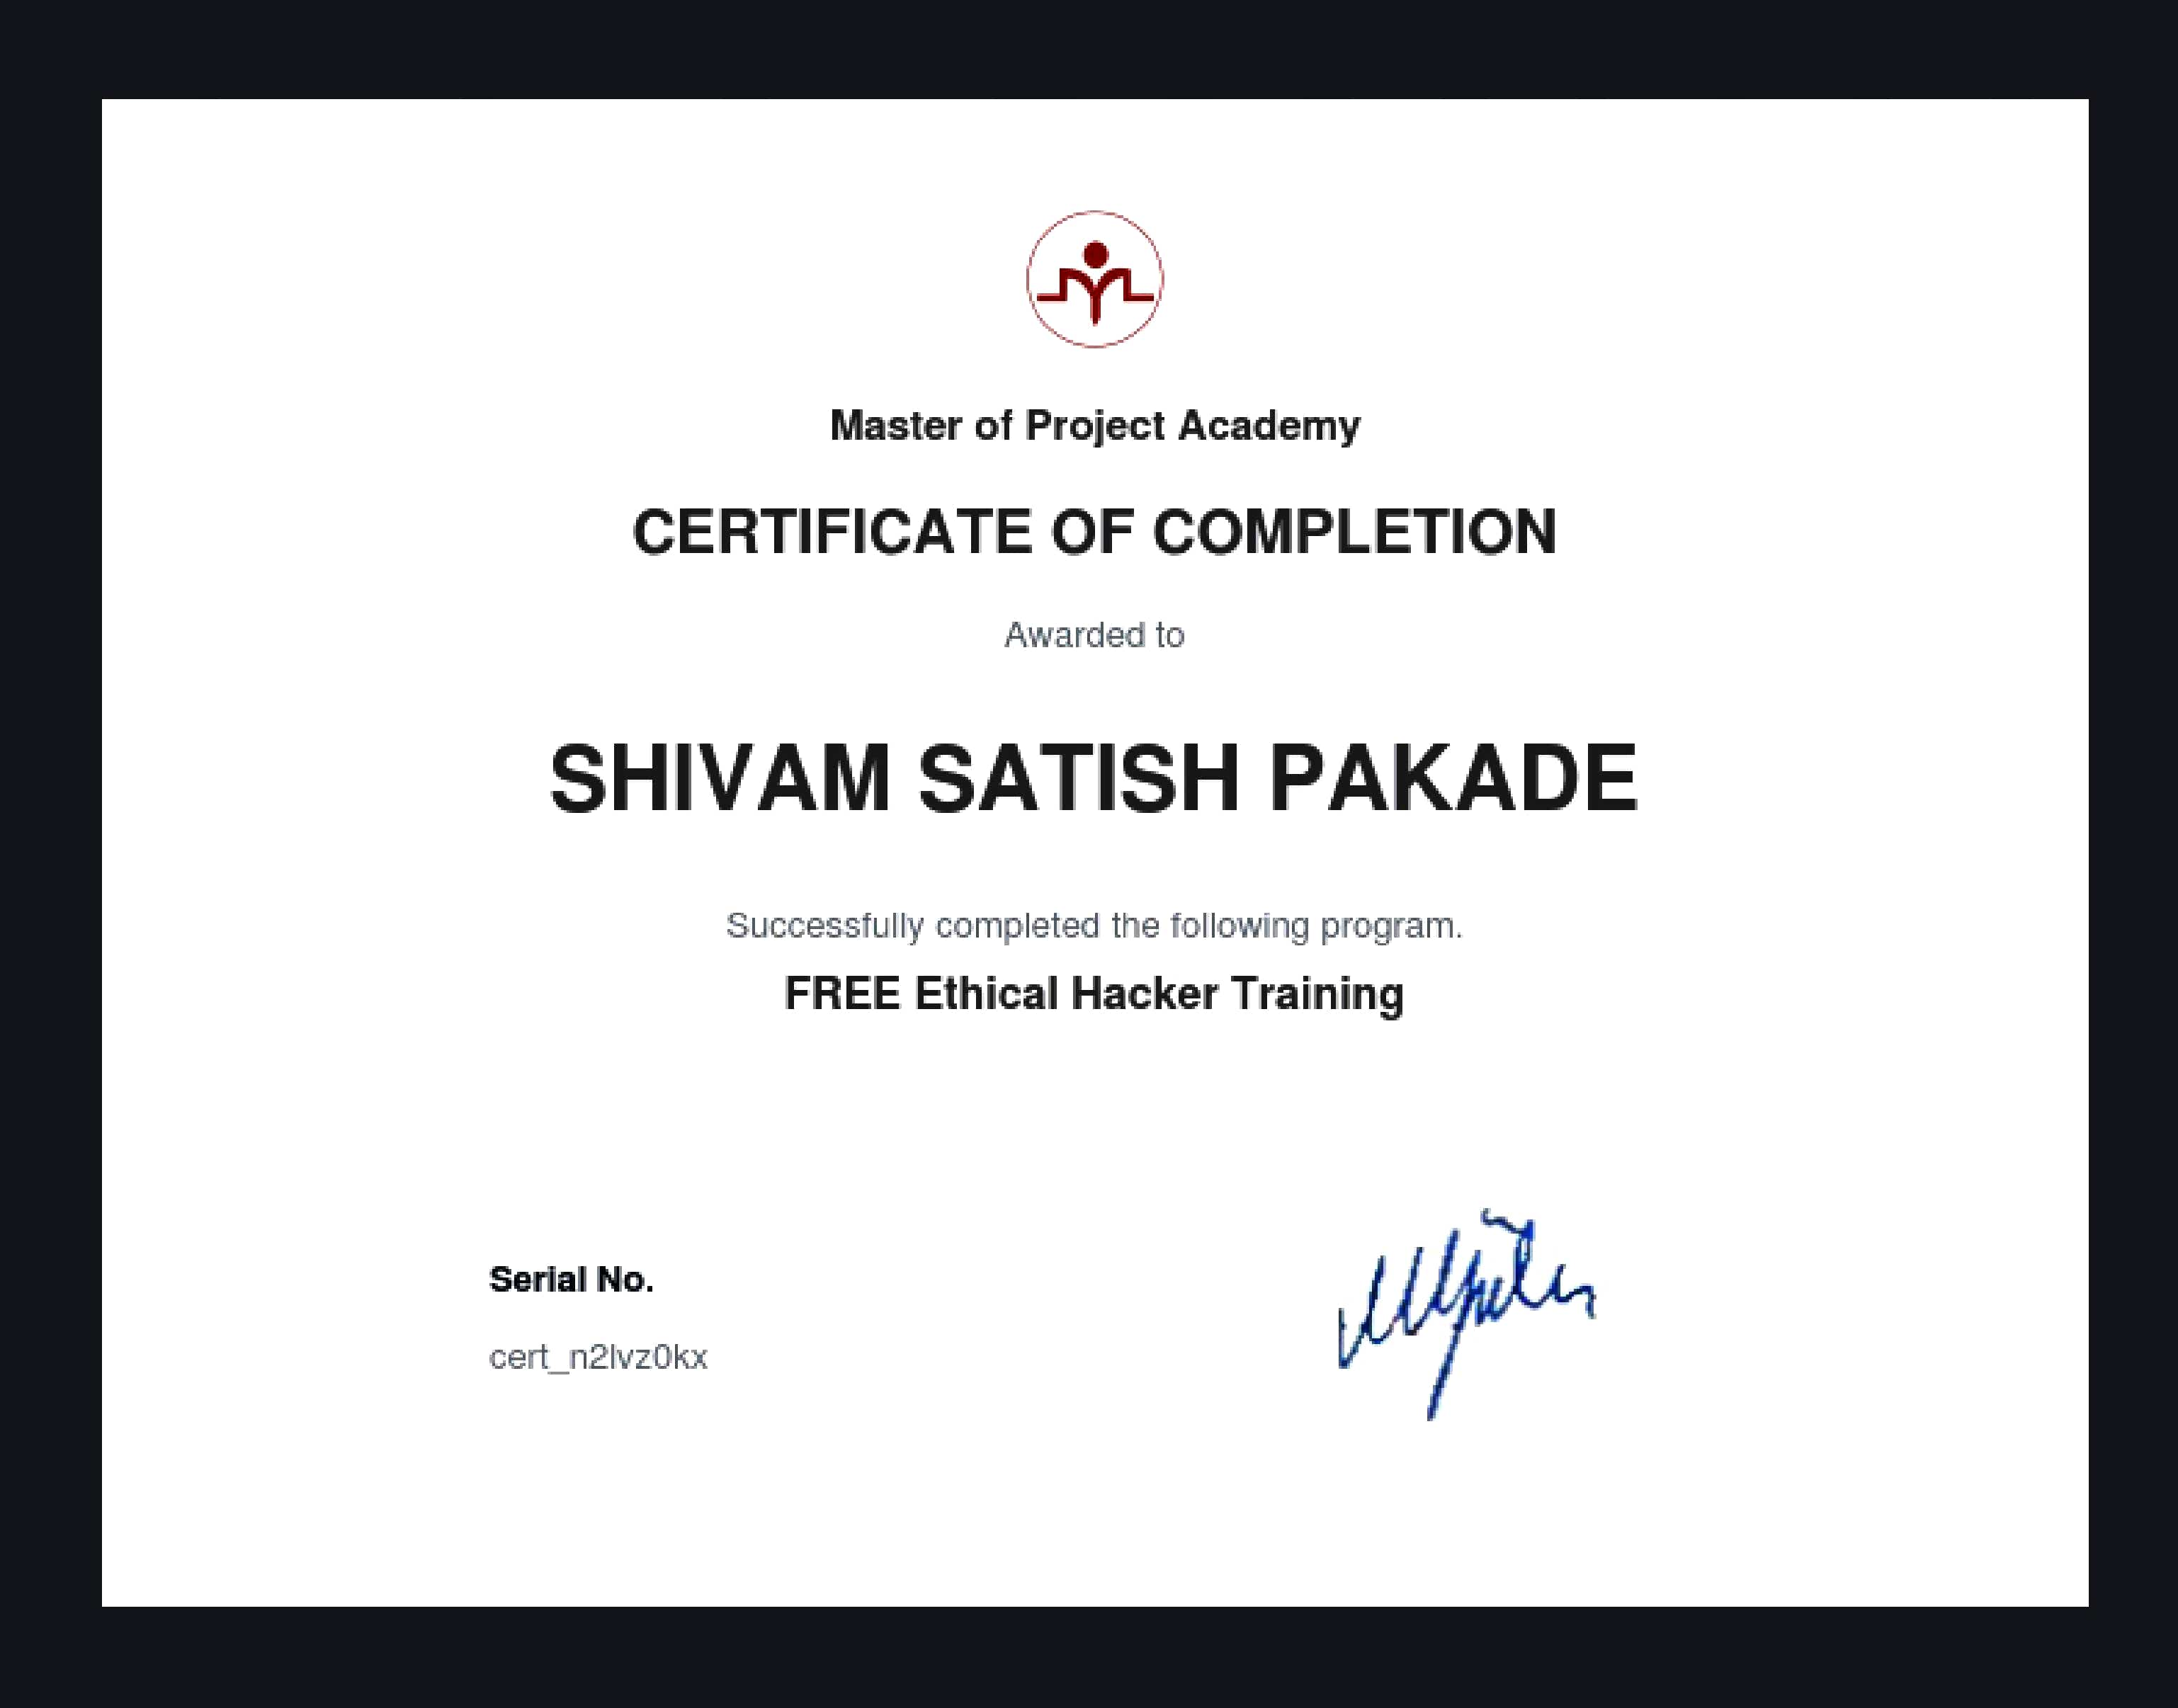 Master of Project Academy
CERTIFICATE OF COMPLETION
Awarded to
SHIVAM SATISH PAKADE
Successfully completed the following program.
FREE Ethical Hacker Training
Serial No.
cert_n2lvz0kx